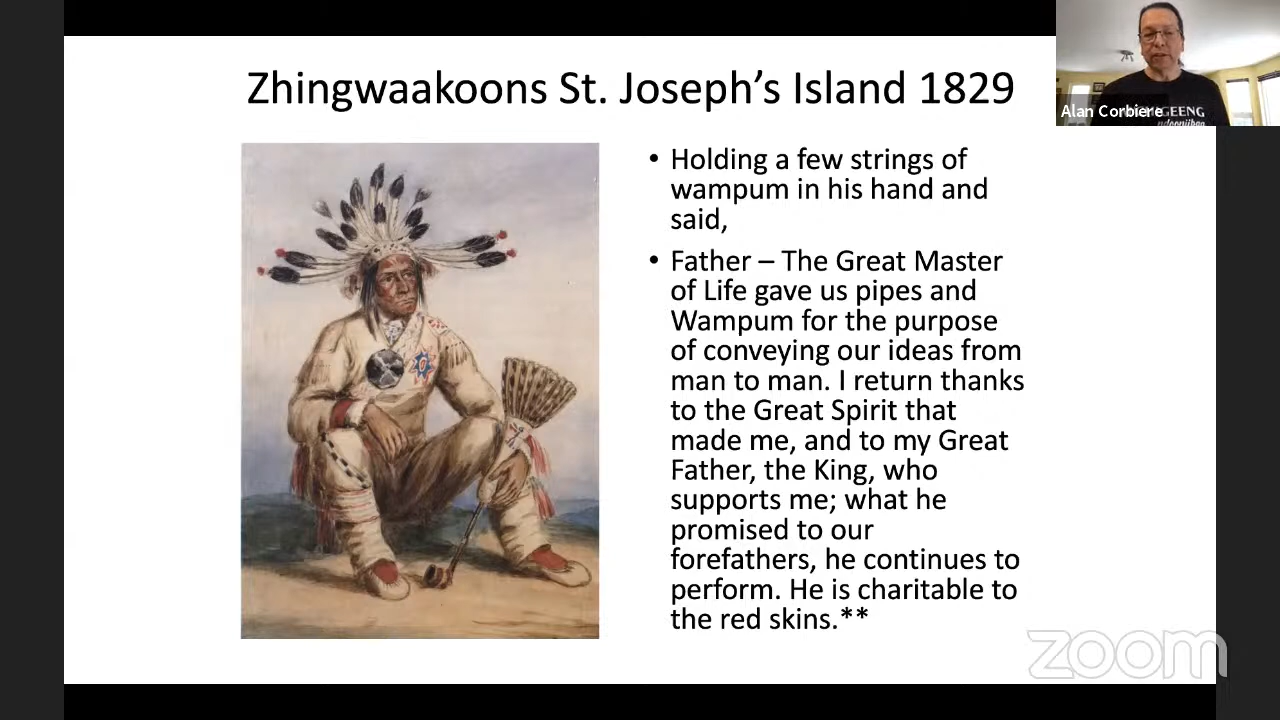 Zhingwaakoons St. Joseph's Island 1829
Alan Corbiere
GEENG
• Holding a few strings of
wampum in his hand and
said,
• Father – The Great Master
of Life gave us pipes and
Wampum for the purpose
of conveying our ideas from
man to man. I return thanks
to the Great Spirit that
made me, and to my Great
Father, the King, who
supports me; what he
promised to our
forefathers, he continues to
perform. He is charitable to
the red skins.**
zoom